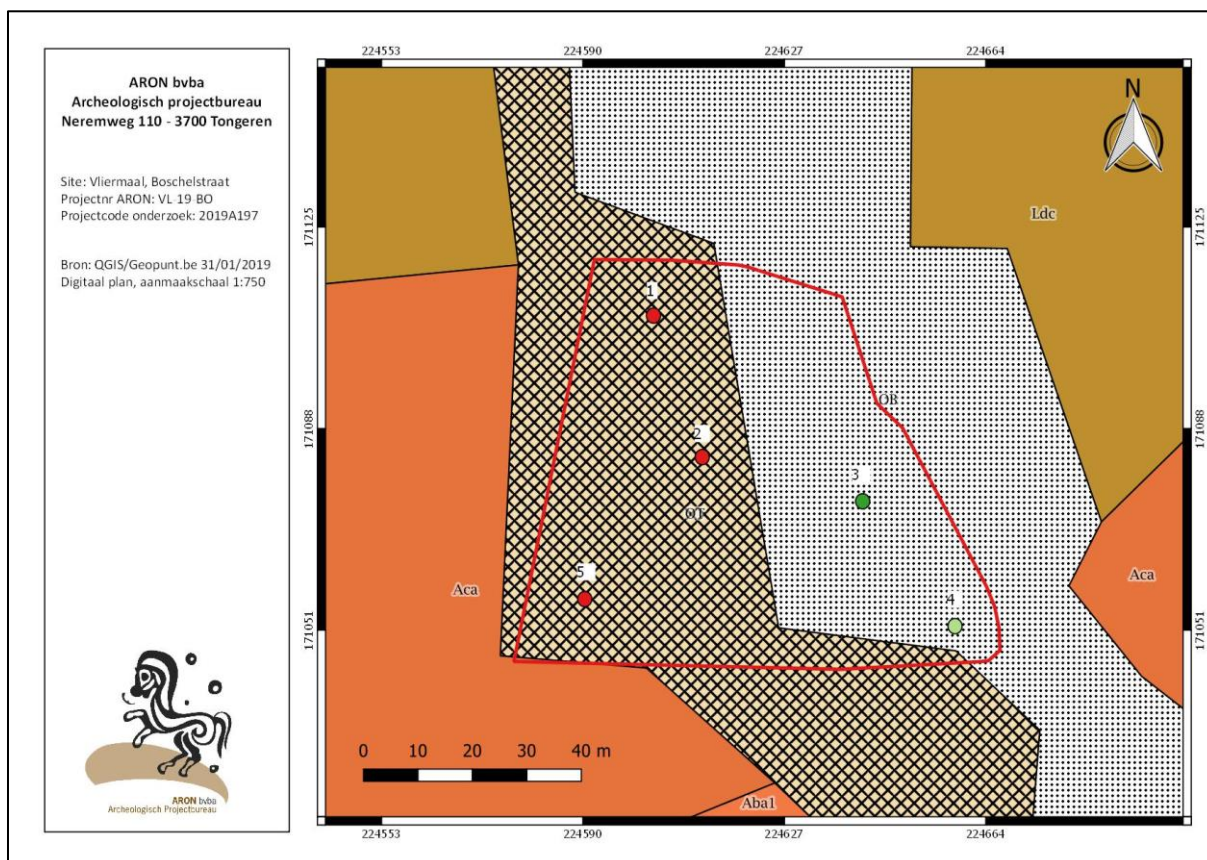 ARON bvba
Archeologisch projectbureau
Neremweg 110 - 3700 Tongeren
Site: Vliermaal, Boschelstraat
Projectnr ARON: VL-19-BO
Projectcode onderzoek: 2019A197
Bron: QGIS/Geopunt.be 31/01/2019
Digitaal plan, aanmaakschaal 1:750
ARON bvba
Archeologisch Projectbureau
224553 224590 224627 224664
N
171125 171125
Ldc
1
OB
171088 171088
2
3
OT
5
Aca Aca
4
171051 171051
0 10 20 30 40 m
Aba1
224553 224590 224627 224664